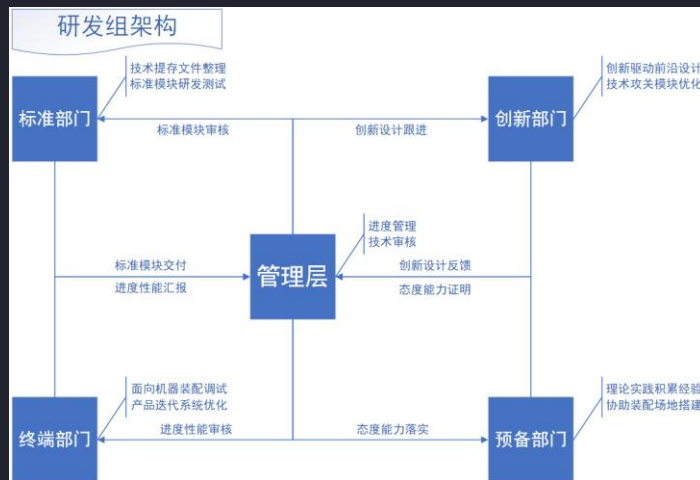 研发组架构
技术提存文件整理
标准模块研发测试
创新驱动前沿设计
技术攻关模块优化
标准部门
创新部门
标准模块审核
创新设计跟进
进度管理
技术审核
管理层
标准模块交付
进度性能汇报
创新设计反馈
态度能力证明
面向机器装配调试
产品迭代系统优化
理论实践积累经验
协助装配场地搭建
终端部门
预备部门
进度性能审核
态度能力落实